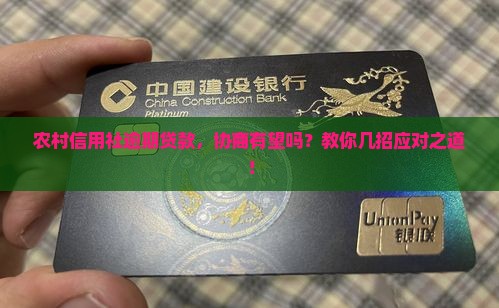 中国建设银行
China Construction Bank
Platinum
农村信用社逾期贷款，协商有望吗？教你几招应对之道
！
UnionPay
银联